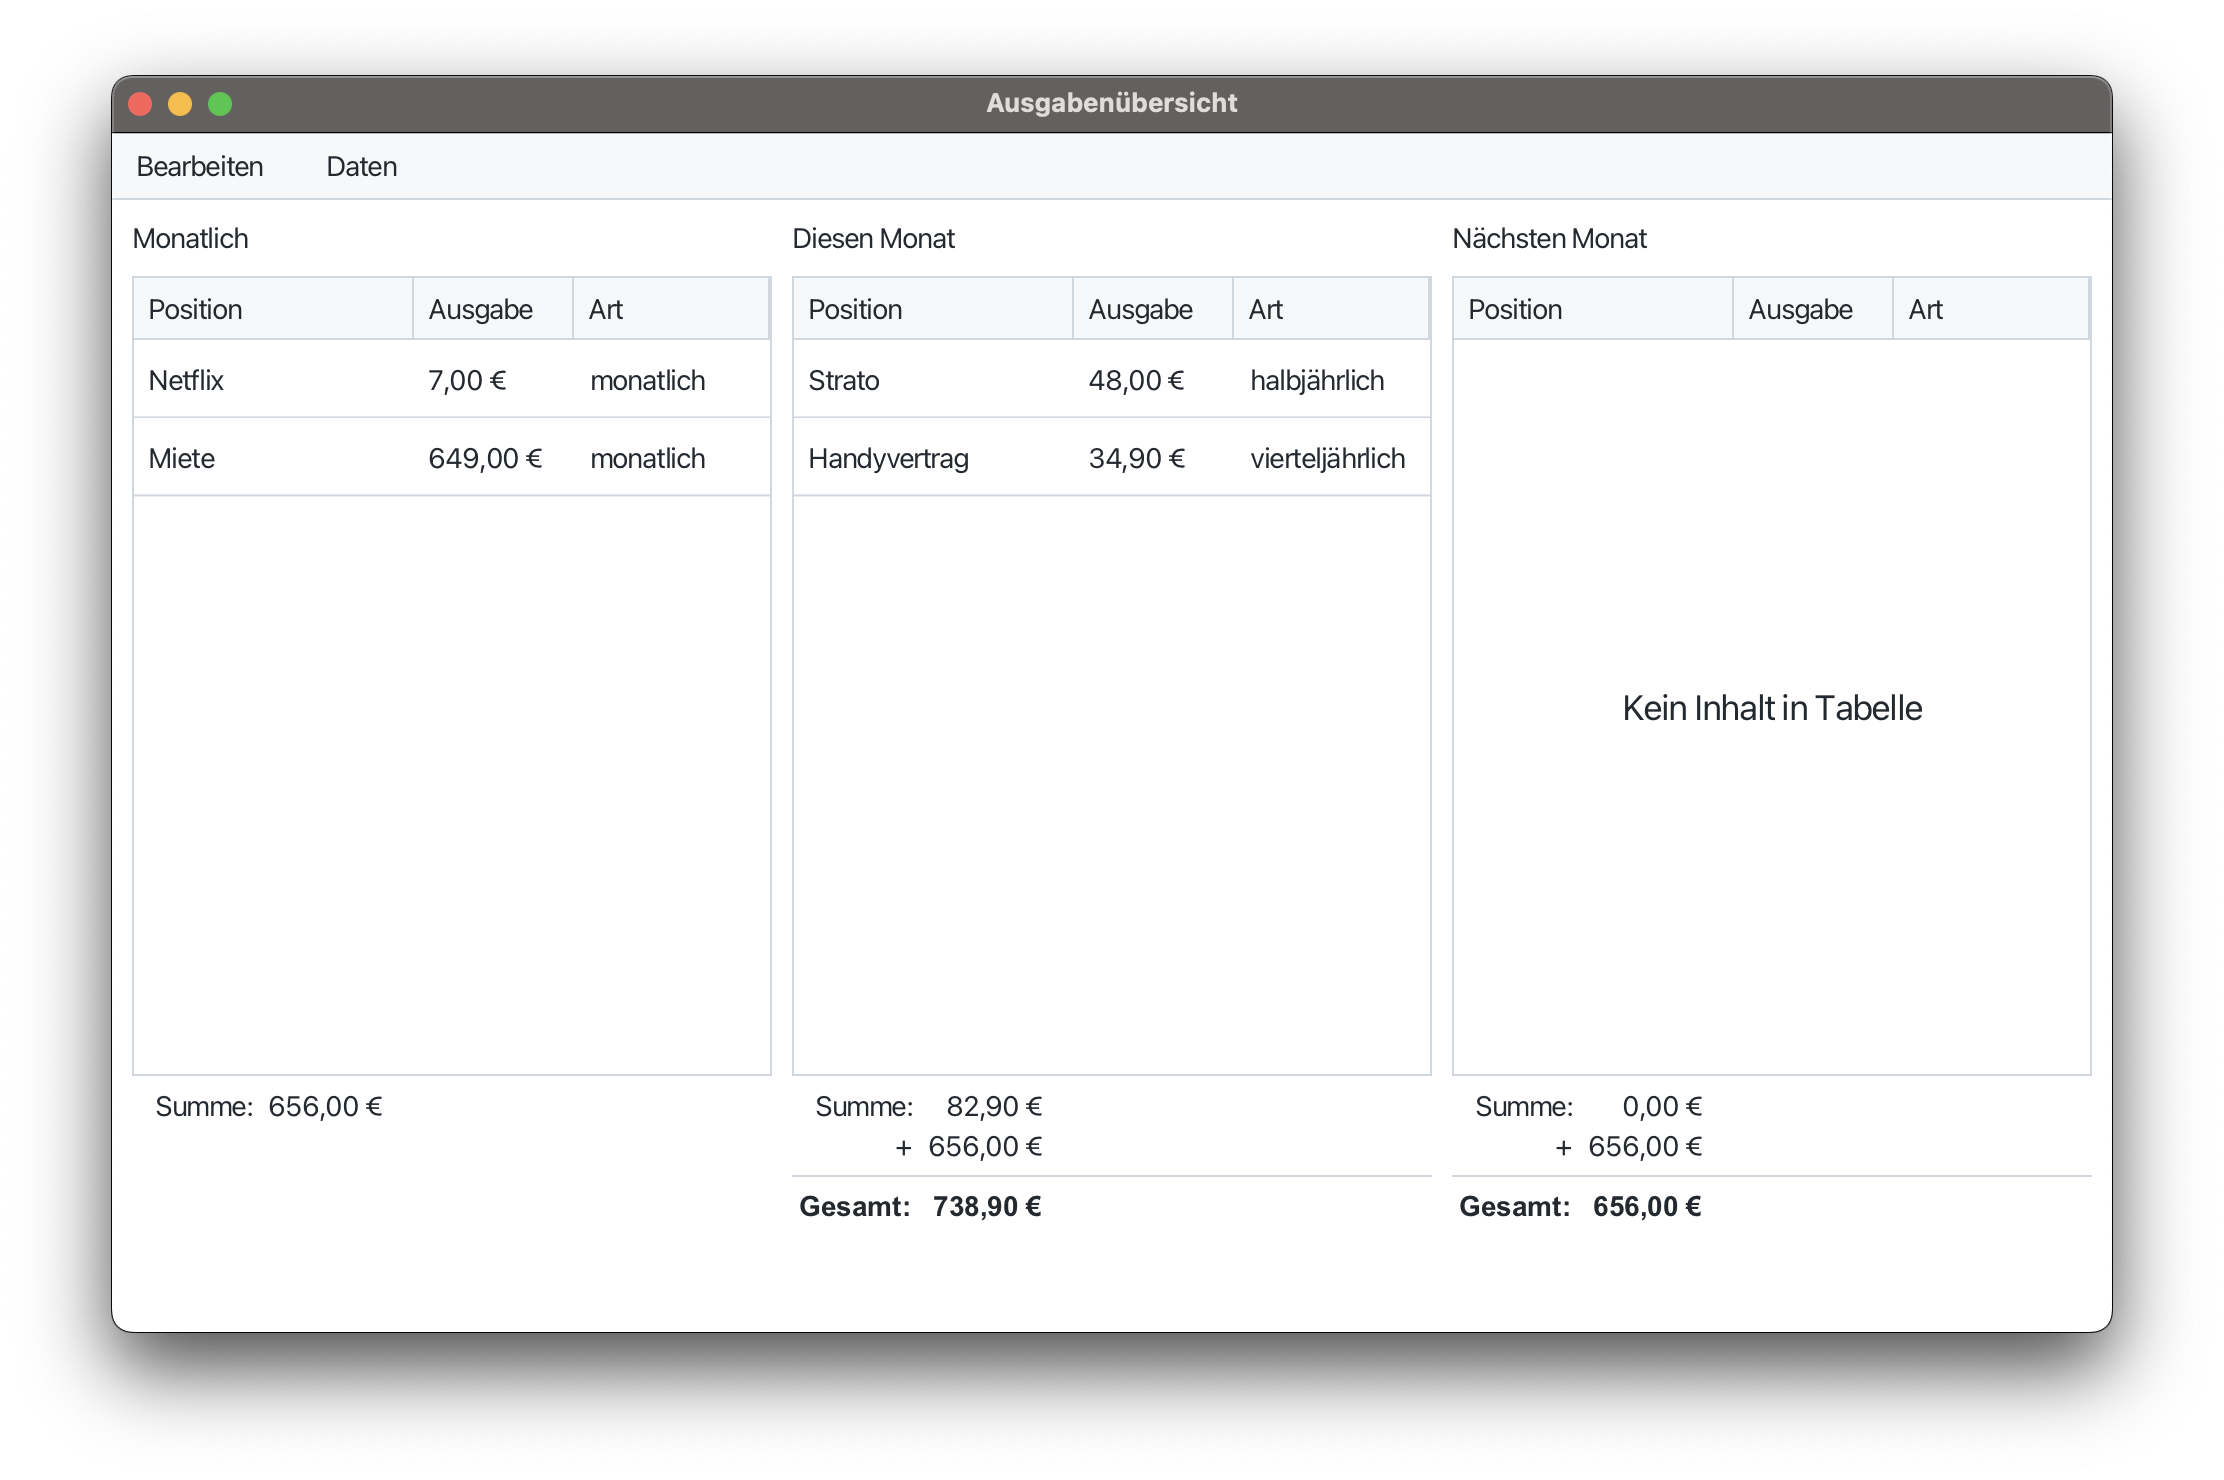 Ausgabenübersicht
Bearbeiten Daten
Monatlich
Position Ausgabe Art
Netflix 7,00 € monatlich
Miete 649,00 € monatlich
Summe: 656,00 €
Diesen Monat
Position Ausgabe Art
Strato 48,00 € halbjährlich
Handyvertrag 34,90 € vierteljährlich
Summe: 82,90 €
+ 656,00 €
Gesamt: 738,90 €
Nächsten Monat
Position Ausgabe Art
Kein Inhalt in Tabelle
Summe: 0,00 €
+ 656,00 €
Gesamt: 656,00 €